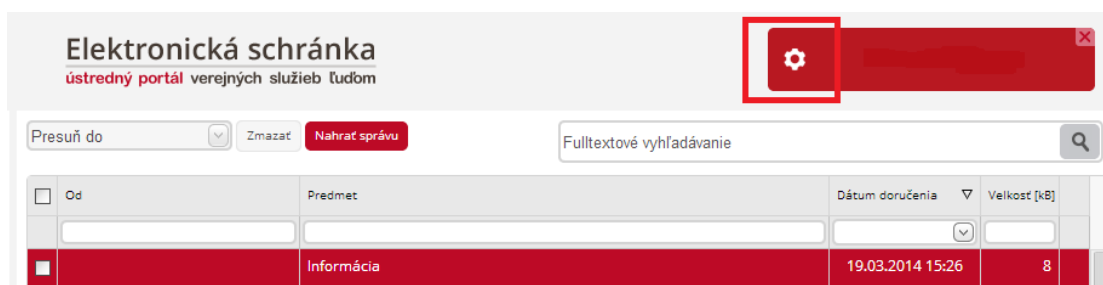 Elektronická schránka
ústredný portál verejných služieb ľuďom
Presuň do
Zmazať
Nahrať správu
Fulltextové vyhľadávanie
Od
Predmet
Dátum doručenia
Velkosť [kB]
Informácia
19.03.2014 15:26
8